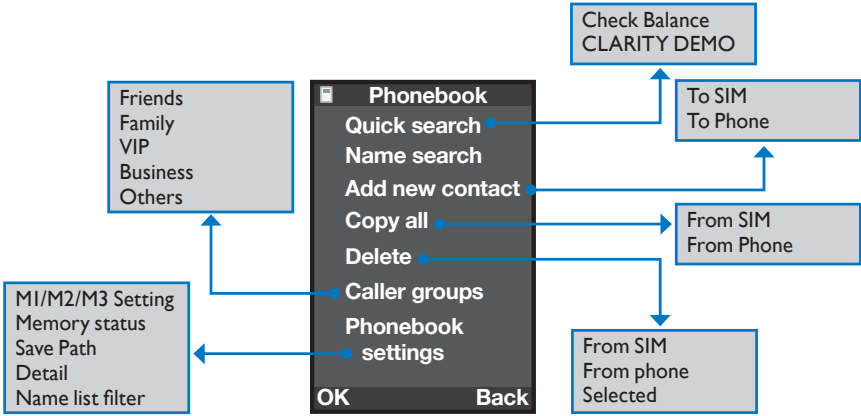 Check Balance
CLARITY DEMO
Friends
Family
VIP
Business
Others
Phonebook
Quick search
Name search
Add new contact
Copy all
Delete
Caller groups
Phonebook
settings
OK Back
To SIM
To Phone
From SIM
From Phone
M1/M2/M3 Setting
Memory status
Save Path
Detail
Name list filter
From SIM
From phone
Selected